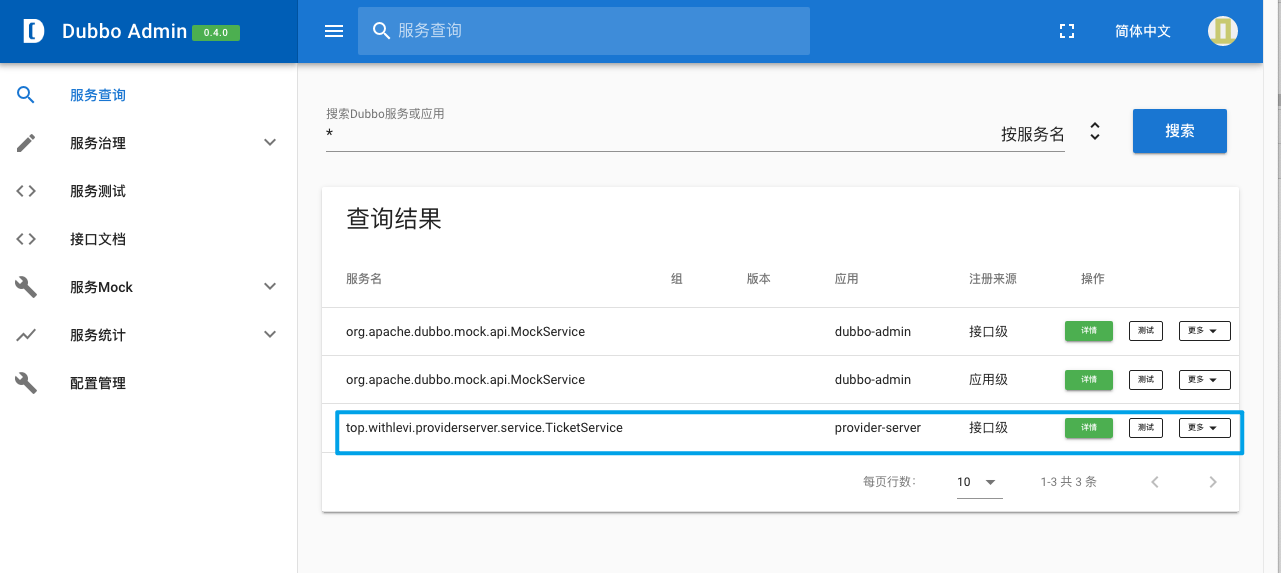 Dubbo Admin 0.4.0
服务查询
简体中文
服务查询
服务治理
服务测试
接口文档
服务Mock
服务统计
配置管理
搜索Dubbo服务或应用
* 按服务名
搜索
查询结果
服务名 组 版本 应用 注册来源 操作
org.apache.dubbo.mock.api.MockService dubbo-admin 接口级 详情 测试 更多
org.apache.dubbo.mock.api.MockService dubbo-admin 应用级 详情 测试 更多
top.withlevi.providerserver.service.TicketService provider-server 接口级 详情 测试 更多
每页行数: 10 1-3 共 3 条